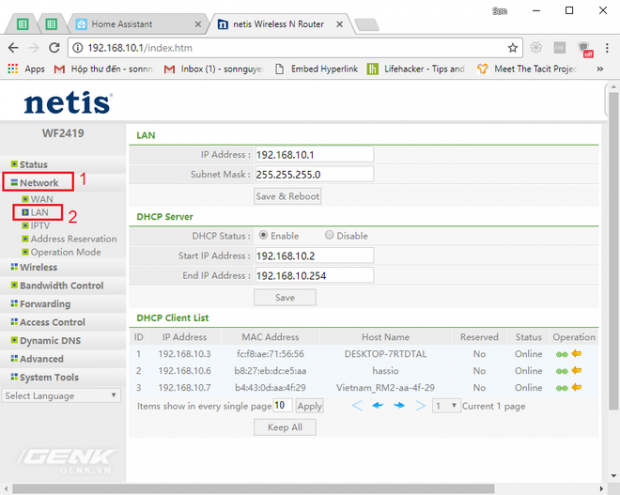 Son
Home Assistant
netis Wireless N Router
192.168.10.1/index.htm
Apps
Hộp thư đến - sonnn
Inbox (1) - sonnguye
Embed Hyperlink
Lifehacker - Tips and
Meet The Tacit Projec
netis
WF2419
Status
Network 1
WAN
LAN 2
IPTV
Address Reservation
Operation Mode
Wireless
Bandwidth Control
Forwarding
Access Control
Dynamic DNS
Advanced
System Tools
Select Language
LAN
IP Address : 192.168.10.1
Subnet Mask : 255.255.255.0
Save & Reboot
DHCP Server
DHCP Status : Enable Disable
Start IP Address : 192.168.10.2
End IP Address : 192.168.10.254
Save
DHCP Client List
ID IP Address MAC Address Host Name Reserved Status Operation
1 192.168.10.3 fc:f8:ae:71:56:56 DESKTOP-7RTDTAL No Online
2 192.168.10.6 b8:27:eb:dc:e5:aa hassio No Online
3 192.168.10.7 b4:43:0d:aa:4f:29 Vietnam_RM2-aa-4f-29 No Online
Items show in every single page 10 Apply 1 Current 1 page
Keep All
GENK
GENK.VN